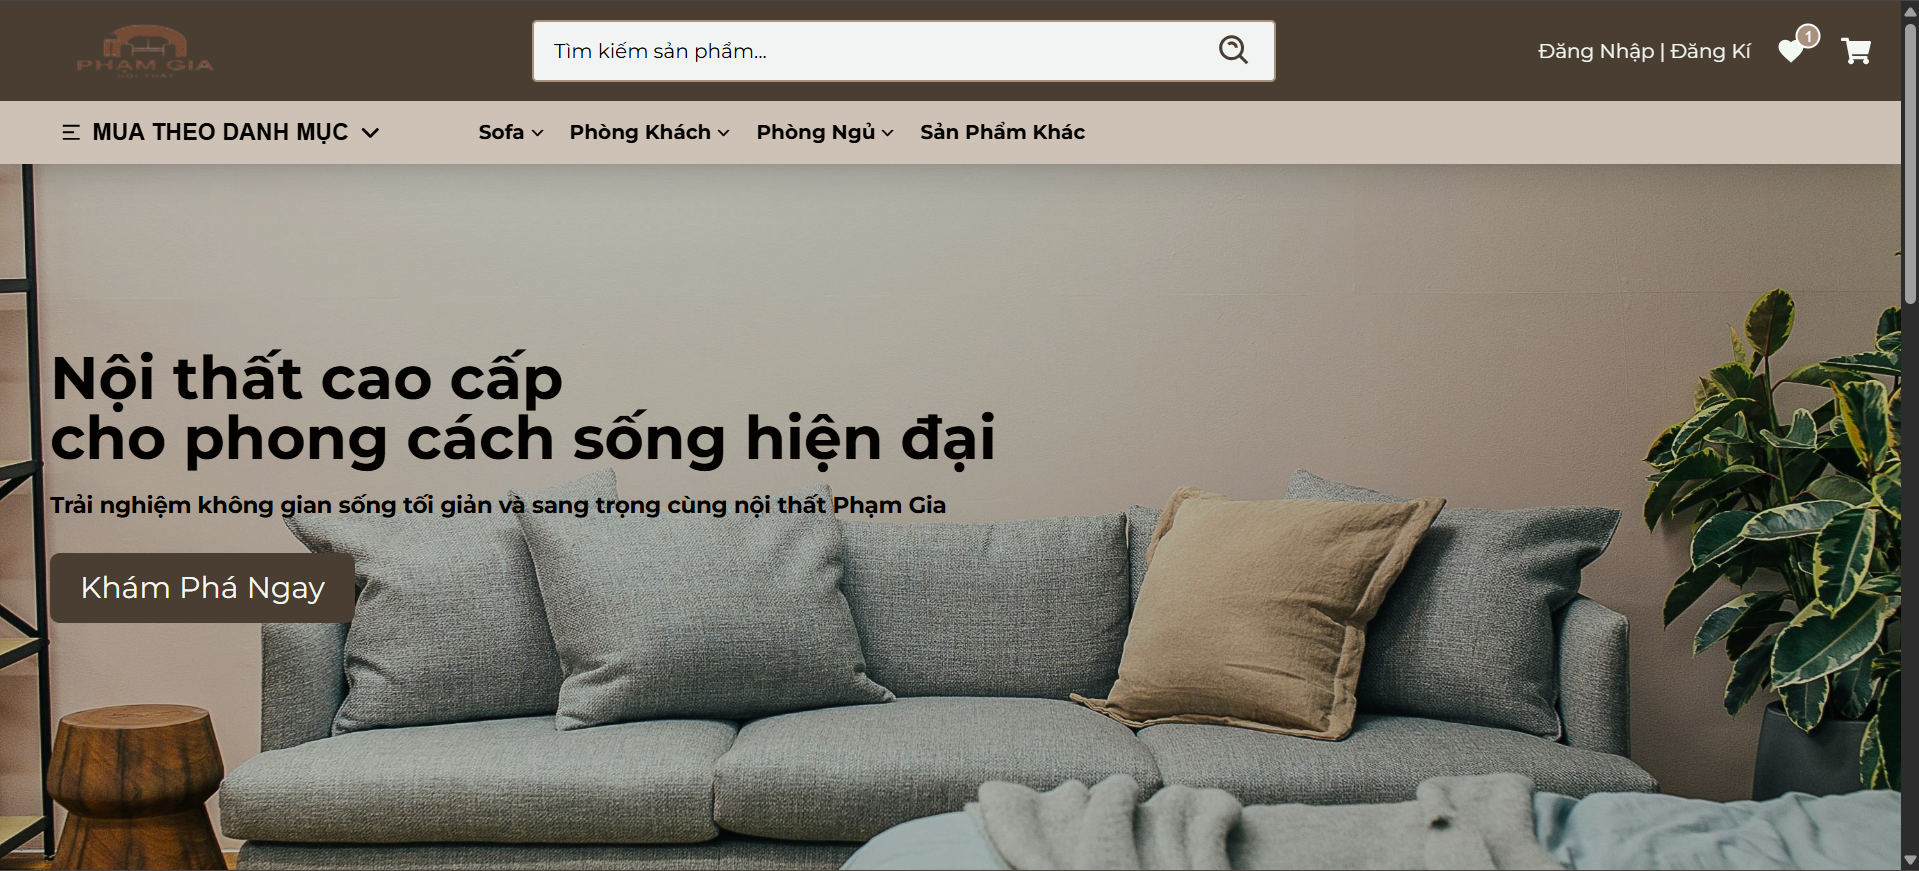 PHẠM GIA
NỘI THẤT
Tìm kiếm sản phẩm...
Đăng Nhập | Đăng Kí
1
MUA THEO DANH MỤC
Sofa
Phòng Khách
Phòng Ngủ
Sản Phẩm Khác
Nội thất cao cấp
cho phong cách sống hiện đại
Trải nghiệm không gian sống tối giản và sang trọng cùng nội thất Phạm Gia
Khám Phá Ngay